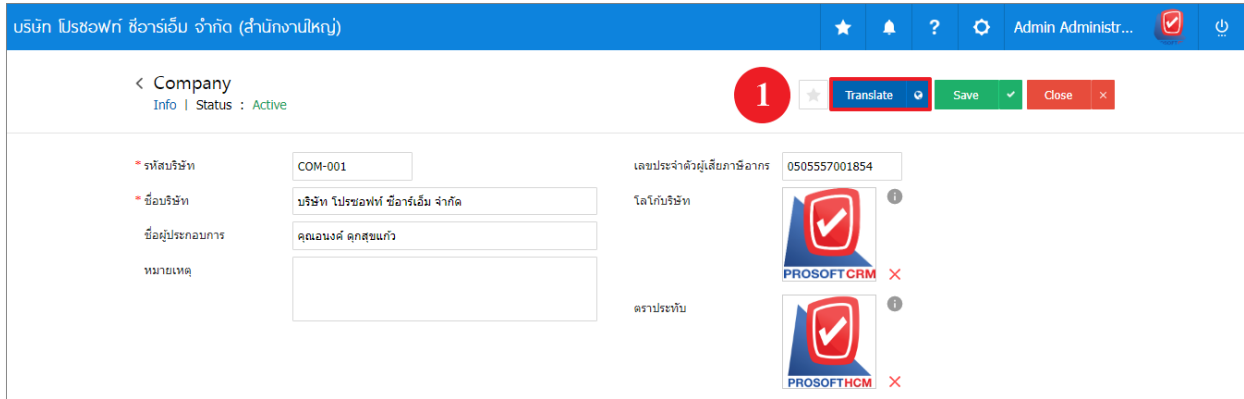 บริษัท โปรซอฟท์ ซีอาร์เอ็ม จำกัด (สำนักงานใหญ่)
? Admin Administr...
Company
Info | Status : Active
1 Translate Save Close
* รหัสบริษัท COM-001 เลขประจำตัวผู้เสียภาษีอากร 0505557001854
* ชื่อบริษัท บริษัท โปรซอฟท์ ซีอาร์เอ็ม จำกัด โลโก้บริษัท
ชื่อผู้ประกอบการ คุณอนงค์ ดุกสุขแก้ว
หมายเหตุ
PROSOFT CRM
ตราประทับ
PROSOFT HCM